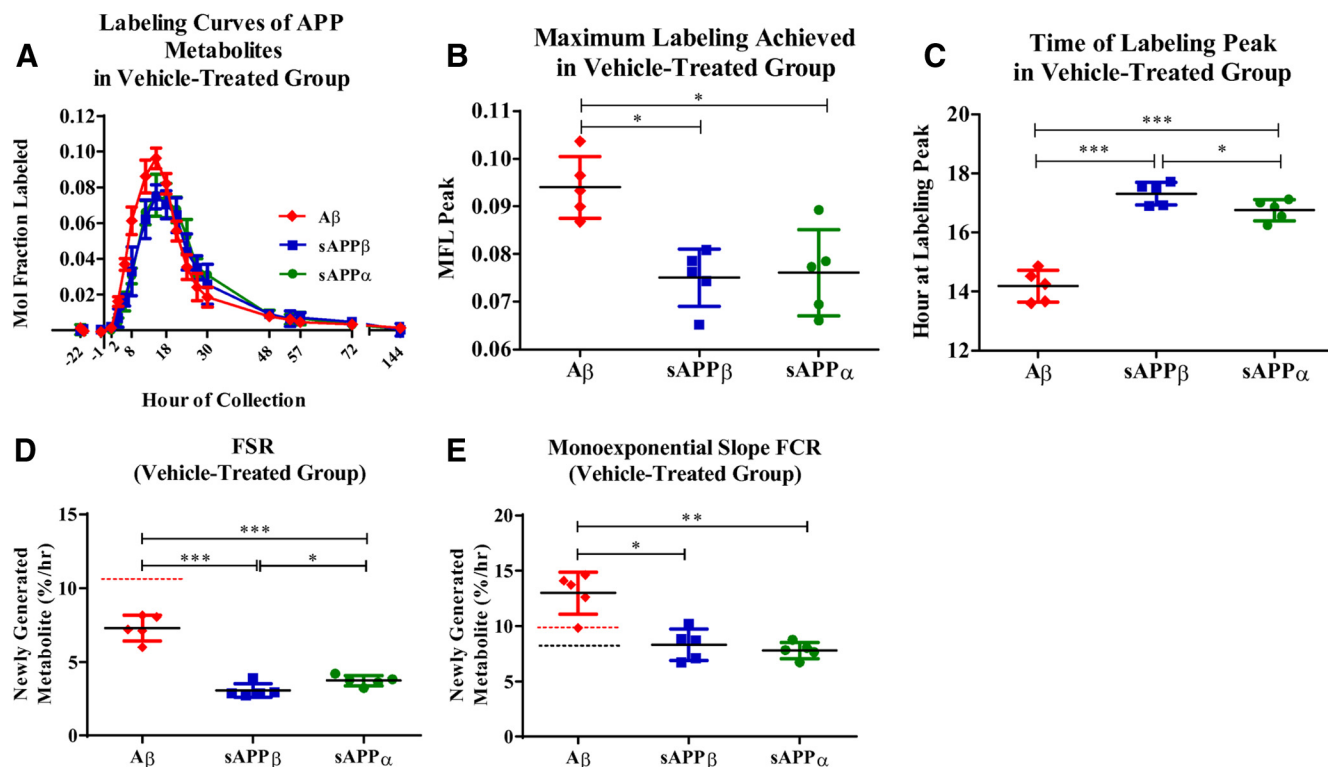 A
Labeling Curves of APP
Metabolites
in Vehicle-Treated Group
Mol Fraction Labeled
0.12
0.10
0.08
0.06
0.04
0.02
Aβ
sAPPβ
sAPPα
-22
-1
2
8
18
30
48
57
72
144
Hour of Collection
B
Maximum Labeling Achieved
in Vehicle-Treated Group
MFL Peak
0.11
0.10
0.09
0.08
0.07
0.06
*
*
Aβ
sAPPβ
sAPPα
C
Time of Labeling Peak
in Vehicle-Treated Group
Hour at Labeling Peak
20
18
16
14
12
***
***
*
Aβ
sAPPβ
sAPPα
D
FSR
(Vehicle-Treated Group)
Newly Generated
Metabolite (%/hr)
15
10
5
0
***
***
*
Aβ
sAPPβ
sAPPα
E
Monoexponential Slope FCR
(Vehicle-Treated Group)
Newly Generated
Metabolite (%/hr)
20
15
10
5
0
**
*
Aβ
sAPPβ
sAPPα